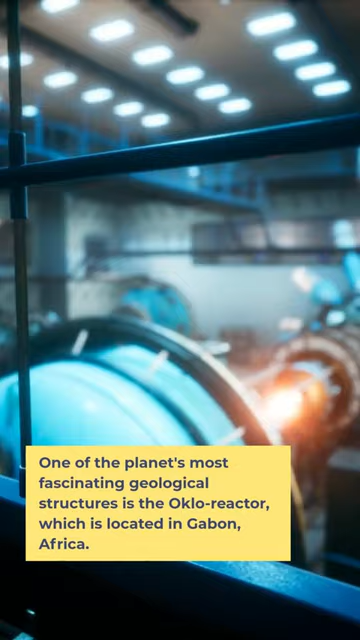 One of the planet's most
fascinating geological
structures is the Oklo-reactor,
which is located in Gabon,
Africa.